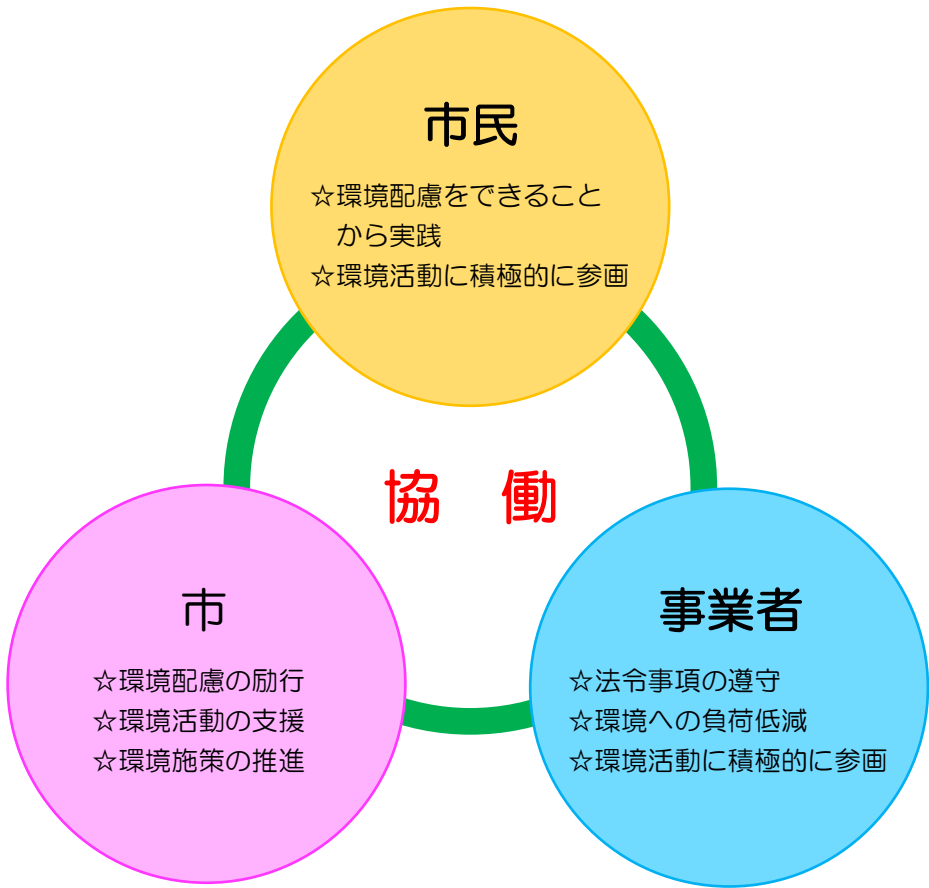 市民
☆環境配慮をできること
から実践
☆環境活動に積極的に参画
協　働
市
☆環境配慮の励行
☆環境活動の支援
☆環境施策の推進
事業者
☆法令事項の遵守
☆環境への負荷低減
☆環境活動に積極的に参画